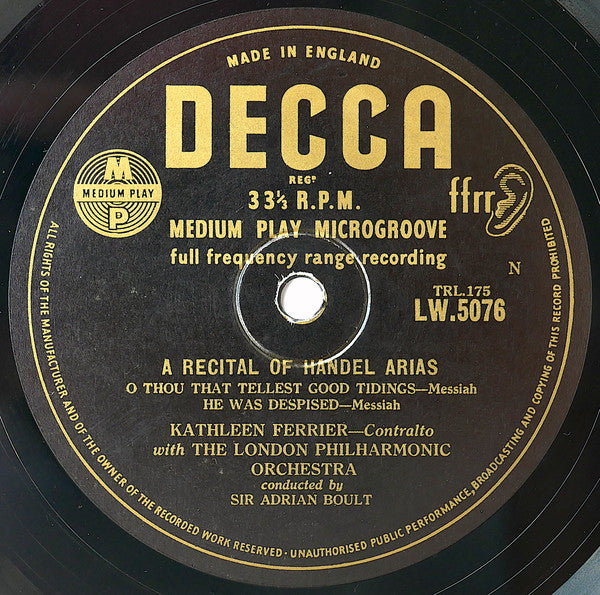 MADE IN ENGLAND
DECCA
REGD
M
MEDIUM PLAY
P
33⅓ R.P.M.
ffrr
MEDIUM PLAY MICROGROOVE
full frequency range recording
N
TRL.175
LW.5076
A RECITAL OF HANDEL ARIAS
O THOU THAT TELLEST GOOD TIDINGS—Messiah
HE WAS DESPISED—Messiah
KATHLEEN FERRIER—Contralto
with THE LONDON PHILHARMONIC
ORCHESTRA
conducted by
SIR ADRIAN BOULT
ALL RIGHTS OF THE MANUFACTURER AND OF THE OWNER OF THE RECORDED WORK RESERVED · UNAUTHORISED PUBLIC PERFORMANCE, BROADCASTING AND COPYING OF THIS RECORD PROHIBITED